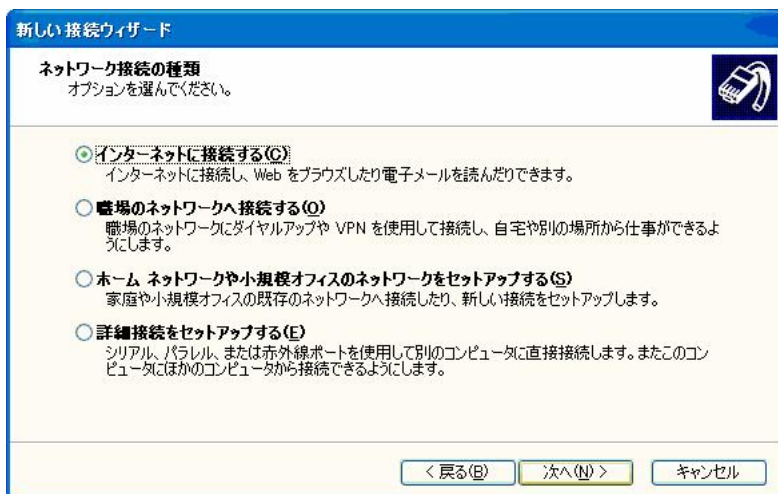 新しい接続ウィザード
ネットワーク接続の種類
オプションを選んでください。
インターネットに接続する(C)
インターネットに接続し、Web をブラウズしたり電子メールを読んだりできます。
職場のネットワークへ接続する(O)
職場のネットワークにダイヤルアップや VPN を使用して接続し、自宅や別の場所から仕事ができるよ
うにします。
ホーム ネットワークや小規模オフィスのネットワークをセットアップする(S)
家庭や小規模オフィスの既存のネットワークへ接続したり、新しい接続をセットアップします。
詳細接続をセットアップする(E)
シリアル、パラレル、または赤外線ポートを使用して別のコンピュータに直接接続します。またこのコン
ピュータにほかのコンピュータから接続できるようにします。
< 戻る(B) 次へ(N) > キャンセル